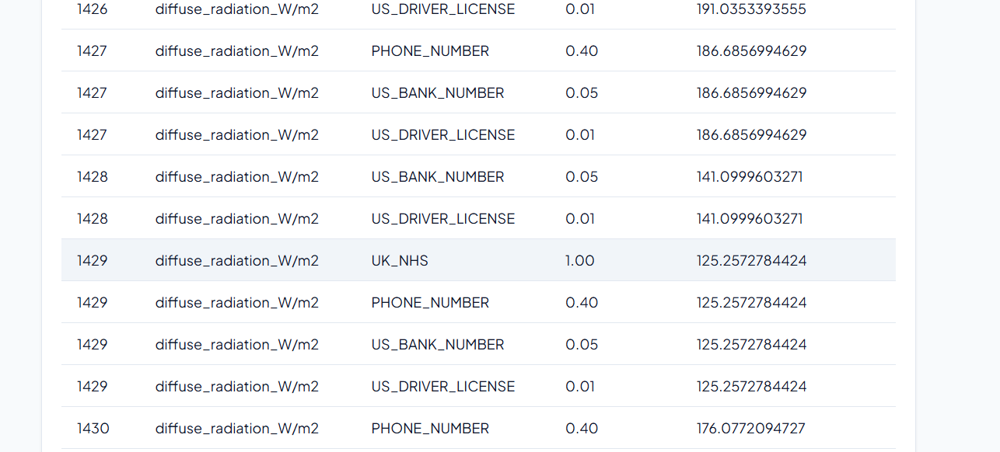 1426 diffuse_radiation_W/m2 US_DRIVER_LICENSE 0.01 191.0353393555
1427 diffuse_radiation_W/m2 PHONE_NUMBER 0.40 186.6856994629
1427 diffuse_radiation_W/m2 US_BANK_NUMBER 0.05 186.6856994629
1427 diffuse_radiation_W/m2 US_DRIVER_LICENSE 0.01 186.6856994629
1428 diffuse_radiation_W/m2 US_BANK_NUMBER 0.05 141.0999603271
1428 diffuse_radiation_W/m2 US_DRIVER_LICENSE 0.01 141.0999603271
1429 diffuse_radiation_W/m2 UK_NHS 1.00 125.2572784424
1429 diffuse_radiation_W/m2 PHONE_NUMBER 0.40 125.2572784424
1429 diffuse_radiation_W/m2 US_BANK_NUMBER 0.05 125.2572784424
1429 diffuse_radiation_W/m2 US_DRIVER_LICENSE 0.01 125.2572784424
1430 diffuse_radiation_W/m2 PHONE_NUMBER 0.40 176.0772094727